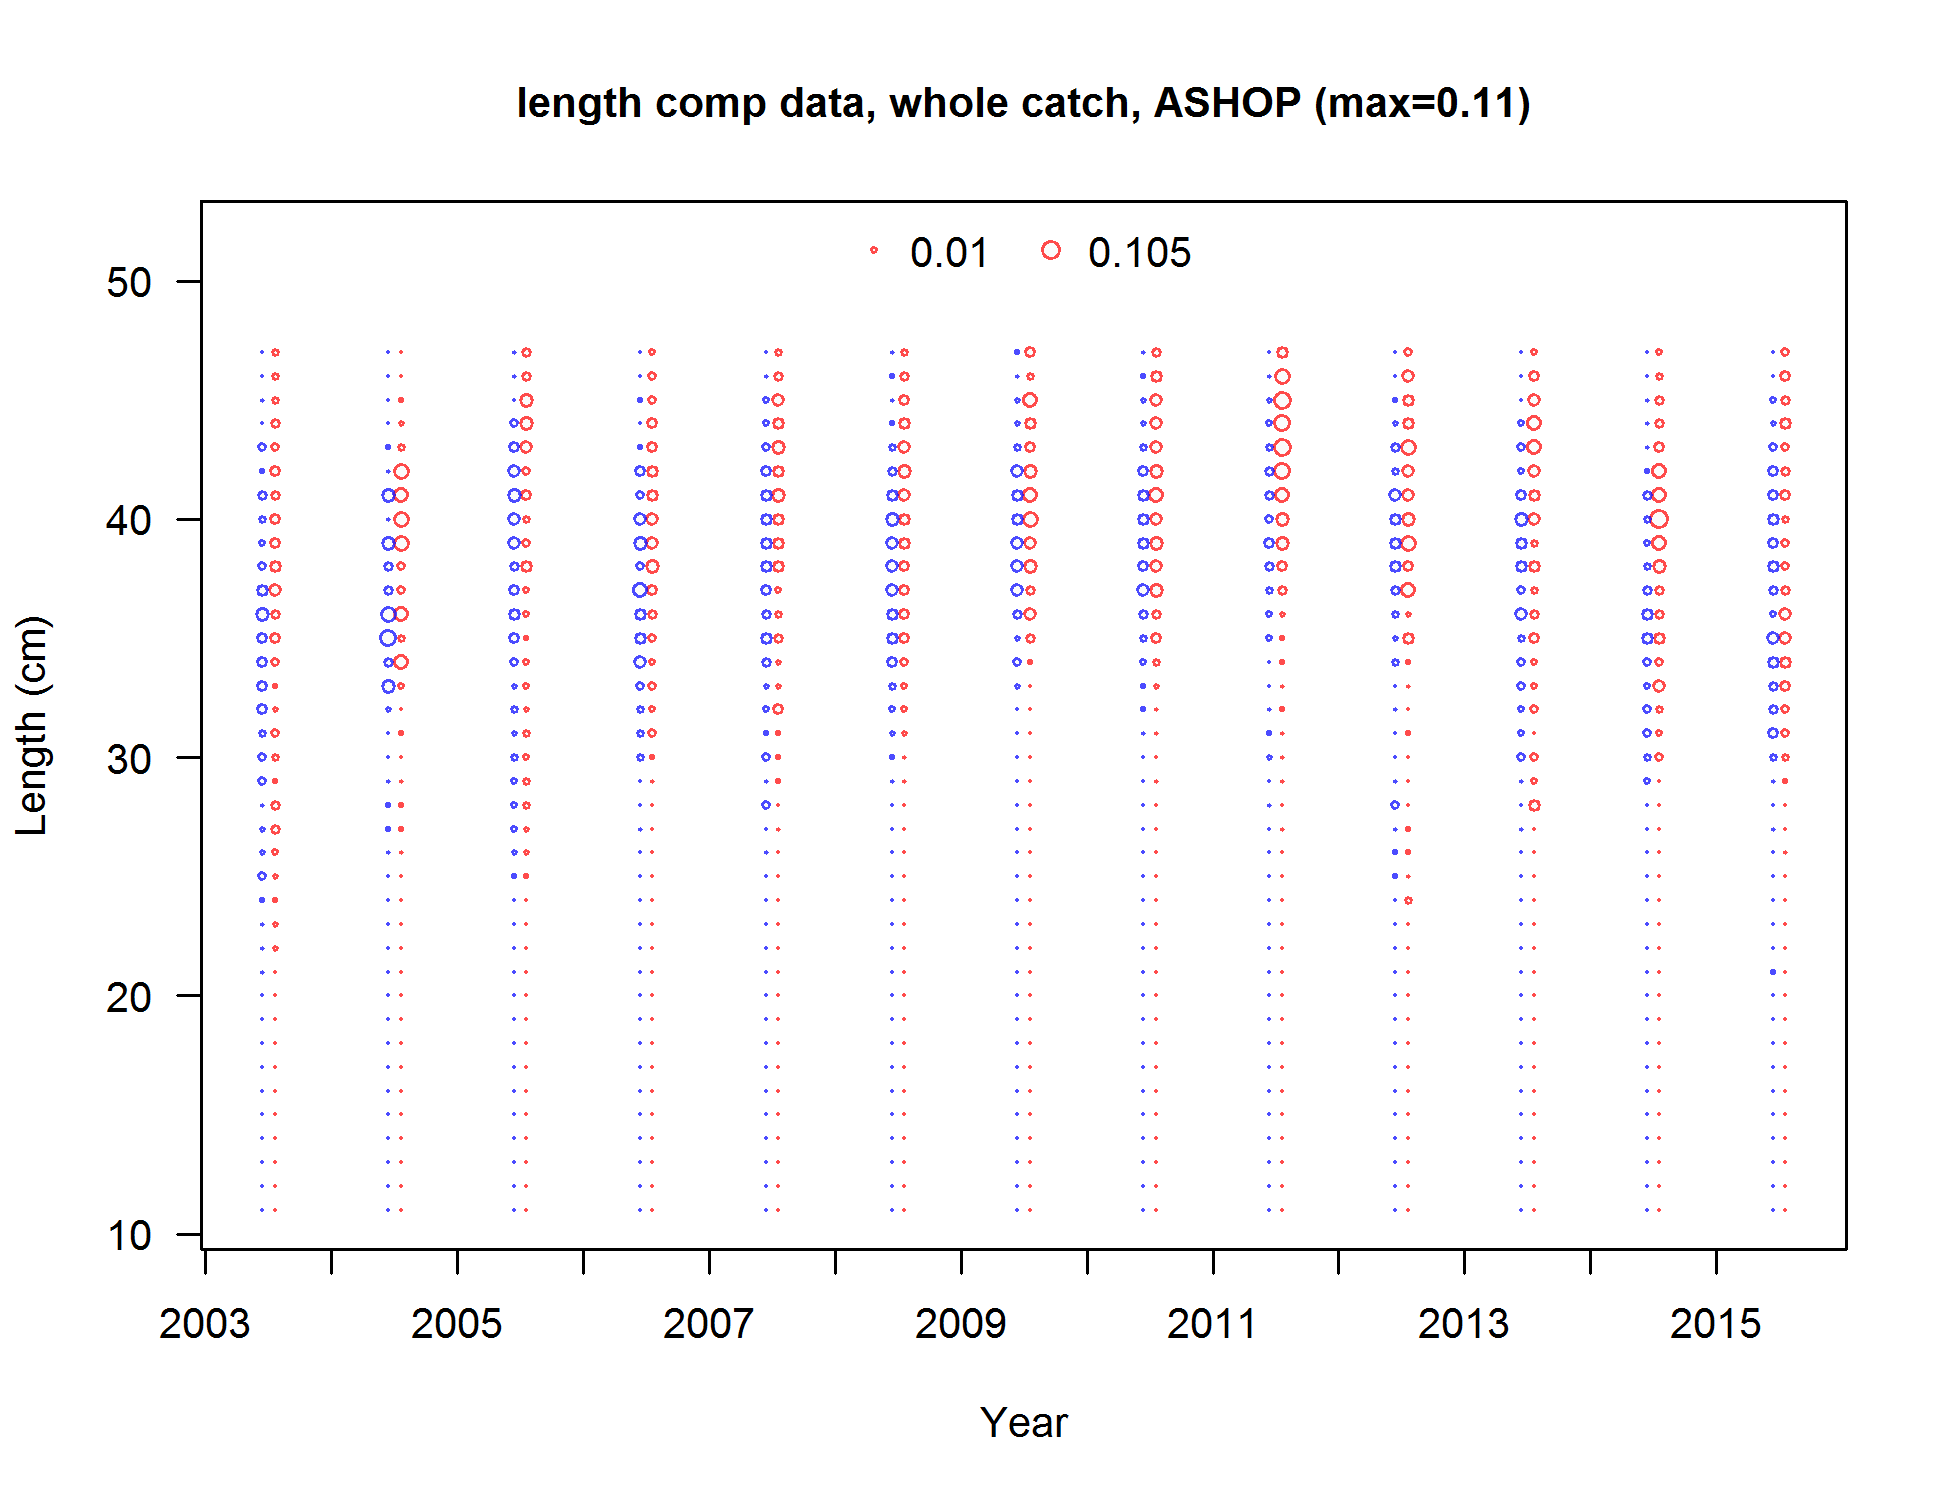 length comp data, whole catch, ASHOP (max=0.11)
0.01 0.105
50
40
30
20
10
Length (cm)
2003 2005 2007 2009 2011 2013 2015
Year